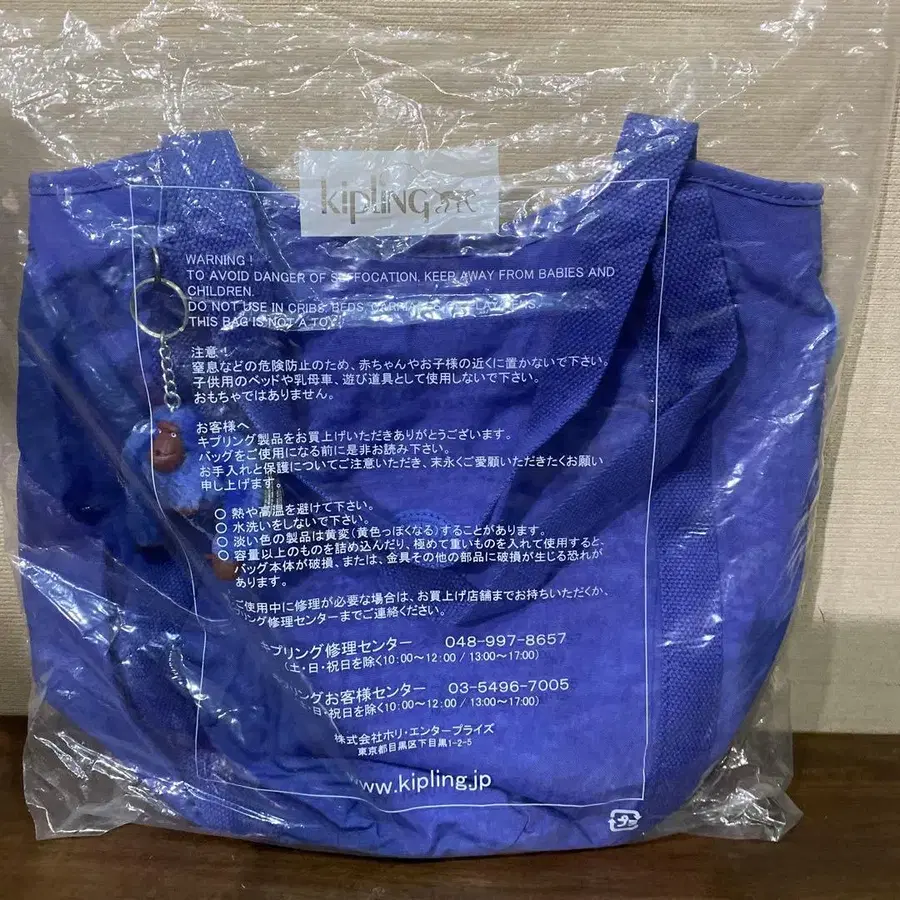 kipling
WARNING !
TO AVOID DANGER OF SUFFOCATION, KEEP AWAY FROM BABIES AND
CHILDREN.
DO NOT USE IN CRIBS, BEDS,
THIS BAG IS NOT A TOY
注意！
窒息などの危険防止のため、赤ちゃんやお子様の近くに置かないで下さい。
子供用のベッドや乳母車、遊び道具として使用しないで下さい。
おもちゃではありません。
お客様へ
キプリング製品をお買上げいただきありがとうございます。
バッグをご使用になる前に是非お読み下さい。
お手入れと保護についてご注意いただき、末永くご愛顧いただきたくお願い
申し上げます。
○ 熱や高温を避けて下さい。
○ 水洗いをしないで下さい。
○ 淡い色の製品は黄変(黄色っぽくなる)することがあります。
○ 容量以上のものを詰め込んだり、極めて重いものを入れて使用すると、
バッグ本体が破損、または、金具その他の部品に破損が生じる恐れが
あります。
ご使用中に修理が必要な場合は、お買上げ店舗までお持ちいただくか、
リング修理センターまでご連絡ください。
キプリング修理センター 048-997-8657
(土・日・祝日を除く10:00～12:00 / 13:00～17:00)
リングお客様センター 03-5496-7005
日・祝日を除く10:00～12:00 / 13:00～17:00)
株式会社ホリ・エンタープライズ
東京都目黒区下目黒1-2-5
www.kipling.jp